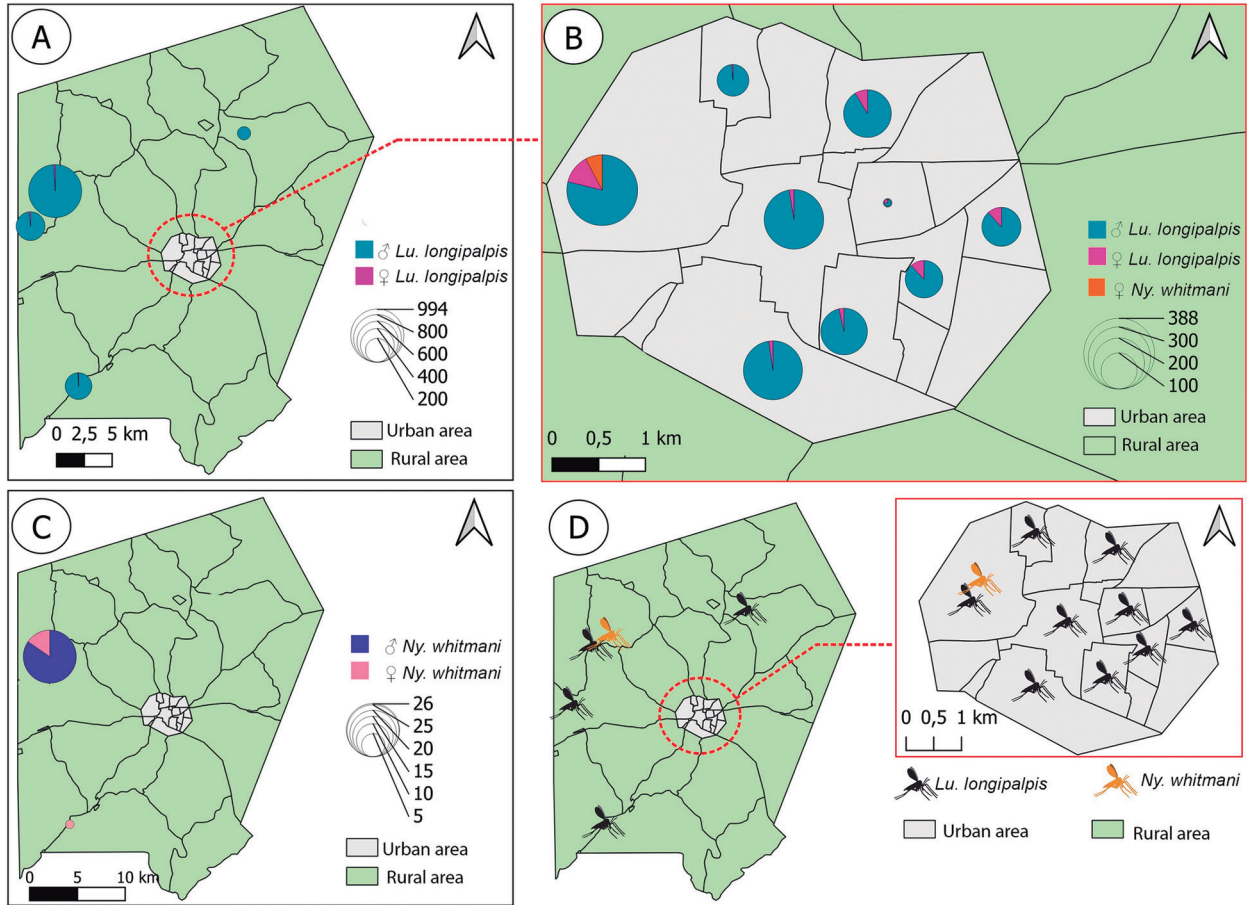 A
♂ Lu. longipalpis
♀ Lu. longipalpis
994
800
600
400
200
0 2,5 5 km
Urban area
Rural area
B
♂ Lu. longipalpis
♀ Lu. longipalpis
♀ Ny. whitmani
388
300
200
100
0 0,5 1 km
Urban area
Rural area
C
♂ Ny. whitmani
♀ Ny. whitmani
26
25
20
15
10
5
Urban area
Rural area
0 5 10 km
D
0 0,5 1 km
Lu. longipalpis Ny. whitmani
Urban area Rural area